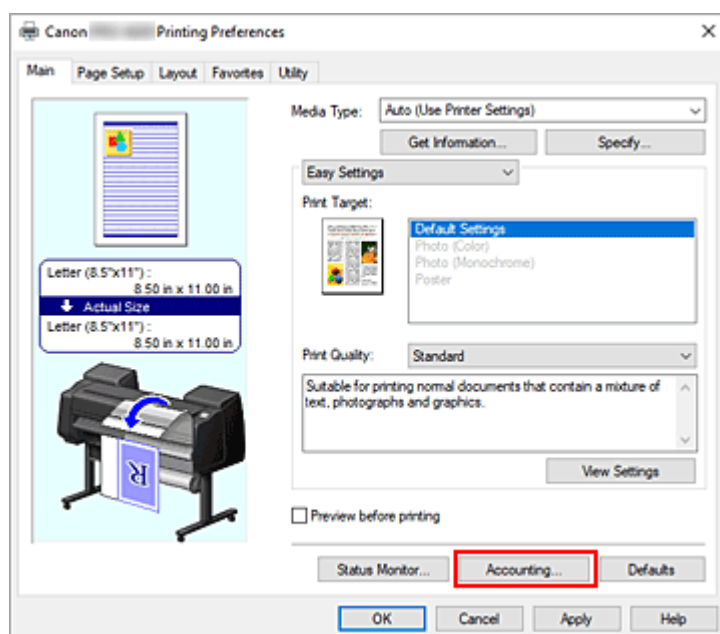 Canon Printing Preferences
Main Page Setup Layout Favorites Utility
Media Type: Auto (Use Printer Settings)
Get Information... Specify...
Easy Settings
Print Target:
Default Settings
Photo (Color)
Photo (Monochrome)
Poster
Letter (8.5"x11") :
8.50 in x 11.00 in
Actual Size
Letter (8.5"x11") :
8.50 in x 11.00 in
Print Quality: Standard
Suitable for printing normal documents that contain a mixture of
text, photographs and graphics.
View Settings
Preview before printing
Status Monitor... Accounting... Defaults
OK Cancel Apply Help